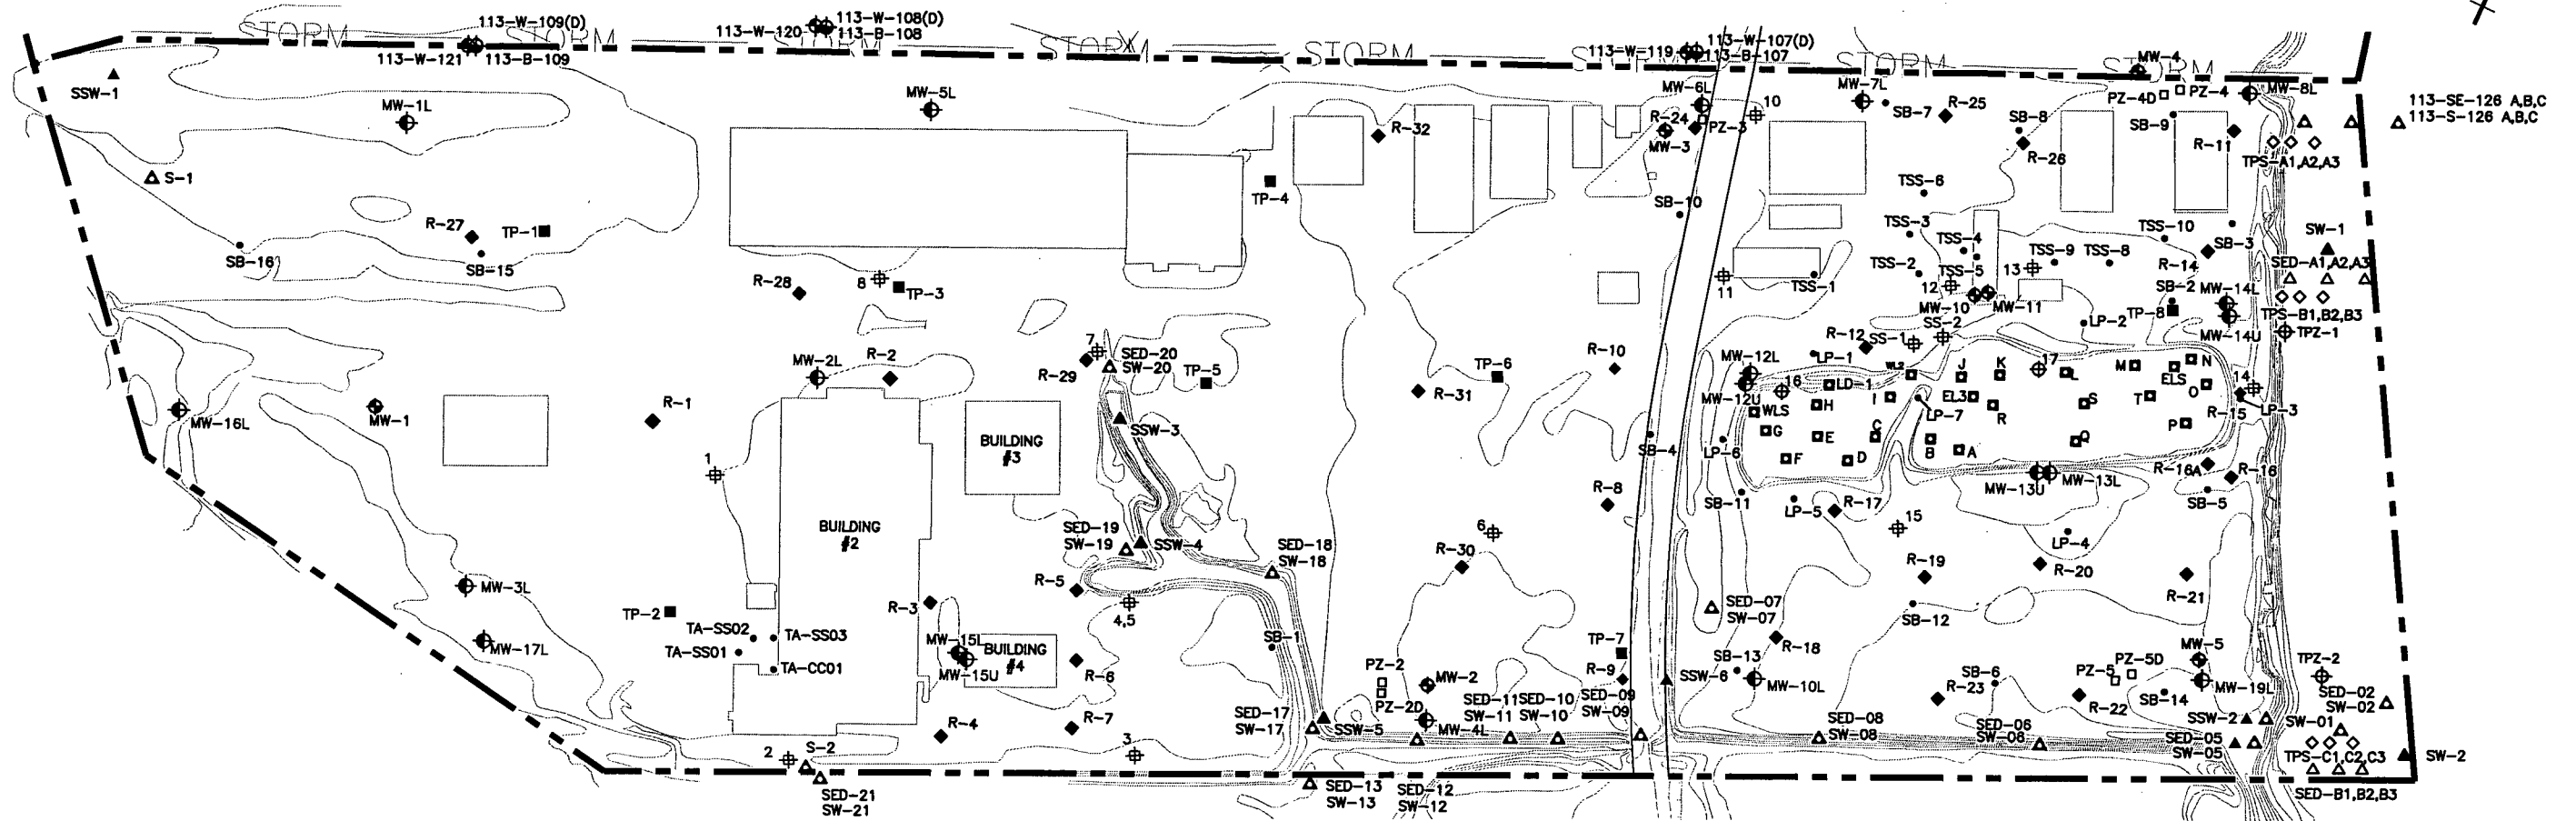 113-W-109(D)
STORM
STORM
113-W-121
113-B-109
113-W-120
113-W-108(D)
113-B-108
STORM
STORM
STORM
STORM
113-W-119
113-W-107(D)
113-B-107
STORM
STORM
MW-4
SSW-1
MW-1L
MW-5L
MW-6L
10
MW-7L
SB-7
R-25
SB-8
PZ-4D
PZ-4
MW-8L
113-SE-126 A,B,C
113-S-126 A,B,C
R-32
R-24
PZ-3
MW-3
R-26
SB-9
R-11
TPS-A1,A2,A3
S-1
TP-4
TSS-6
SB-10
R-27
TP-1
SB-16
SB-15
TSS-3
TSS-4
TSS-9
TSS-8
TSS-10
SB-3
SW-1
TSS-2
TSS-5
13
R-14
SED-A1,A2,A3
R-28
8
TP-3
11
TSS-1
12
SB-2
MW-14L
MW-10
MW-11
TP-8
TPS-B1,B2,B3
MW-14U
TPZ-1
SS-2
LP-2
R-12
SS-1
7
SED-20
SW-20
R-29
TP-5
TP-6
R-10
MW-12L
LP-1
MW-2L
R-2
WL2
J
K
17
L
M
ELS
N
14
MW-12U
16
LD-1
R-31
MW-16L
MW-1
R-1
WLS
H
I
EL3
LP-7
R
S
T
O
R-15
LP-3
SSW-3
BUILDING
#3
G
E
C
B
A
Q
P
SB-4
LP-6
F
D
1
R-16A
R-16
MW-13U
MW-13L
SB-5
R-8
SB-11
LP-5
R-17
BUILDING
#2
SED-19
SW-19
SSW-4
6
15
LP-4
SED-18
SW-18
R-30
R-19
R-20
R-21
MW-3L
R-5
R-3
4,5
TP-2
SED-07
SW-07
SB-12
TA-SS02
TA-SS03
TA-SS01
TA-CC01
MW-17L
MW-15L
MW-15U
BUILDING
#4
SB-1
TP-7
R-18
R-6
PZ-2
MW-2
R-9
SSW-6
SB-13
MW-10L
SB-6
MW-5
PZ-5
PZ-5D
TPZ-2
MW-19L
PZ-2D
R-23
R-22
SB-14
SED-02
SW-02
R-4
R-7
SED-17
SW-17
SSW-5
MW-4L
SED-11
SW-11
SED-10
SW-10
SED-09
SW-09
SED-08
SW-08
SED-06
SW-08
SSW-2
SW-01
SED-05
SW-05
2
S-2
3
TPS-C1,C2,C3
SW-2
SED-21
SW-21
SED-13
SW-13
SED-12
SW-12
SED-B1,B2,B3